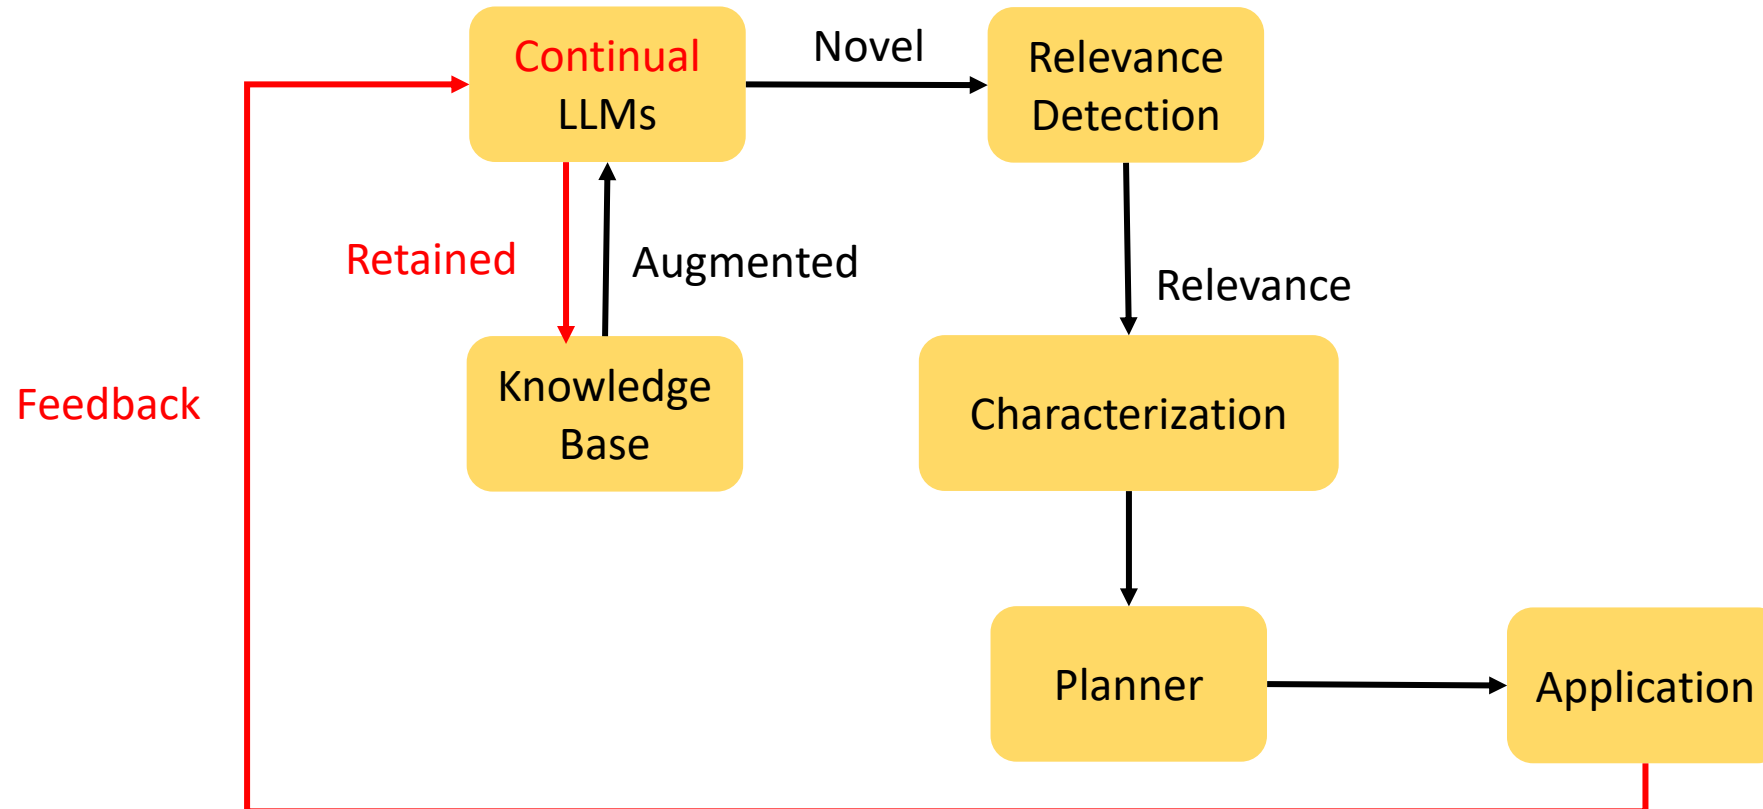 Continual
LLMs
Novel
Relevance
Detection
Retained
Augmented
Relevance
Feedback
Knowledge
Base
Characterization
Planner
Application